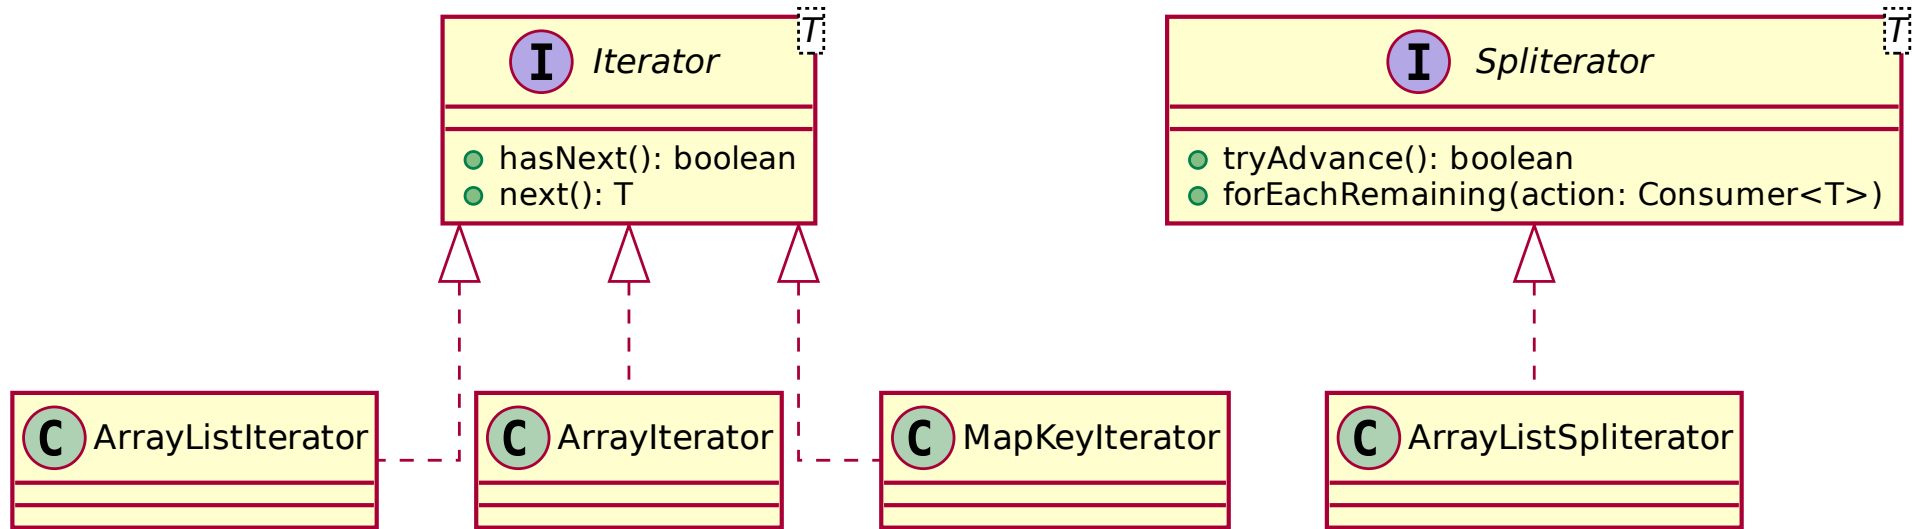 T
I Iterator
hasNext(): boolean
next(): T
T
I Spliterator
tryAdvance(): boolean
forEachRemaining(action: Consumer<T>)
C ArrayListIterator
C ArrayIterator
C MapKeyIterator
C ArrayListSpliterator